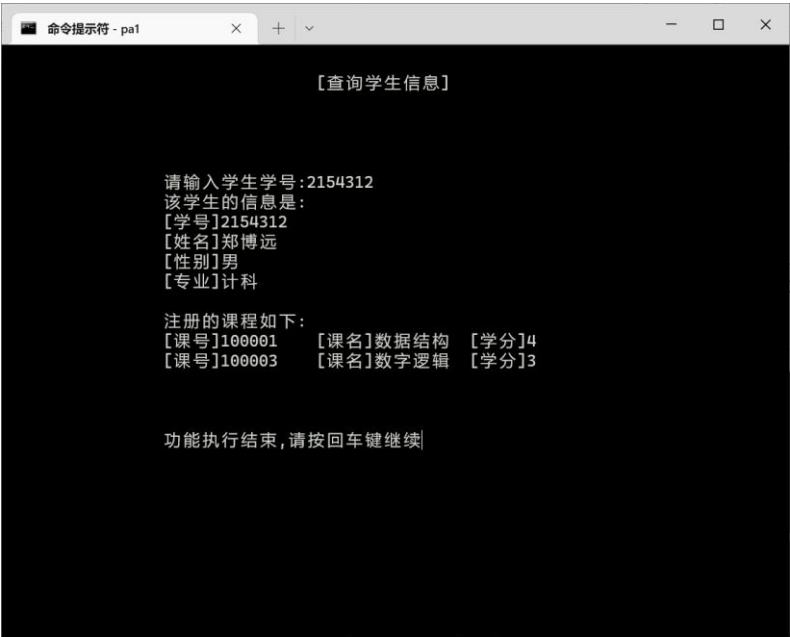 命令提示符 - pa1
[查询学生信息]
请输入学生学号:2154312
该学生的信息是:
[学号]2154312
[姓名]郑博远
[性别]男
[专业]计科
注册的课程如下:
[课号]100001 [课名]数据结构 [学分]4
[课号]100003 [课名]数字逻辑 [学分]3
功能执行结束,请按回车键继续